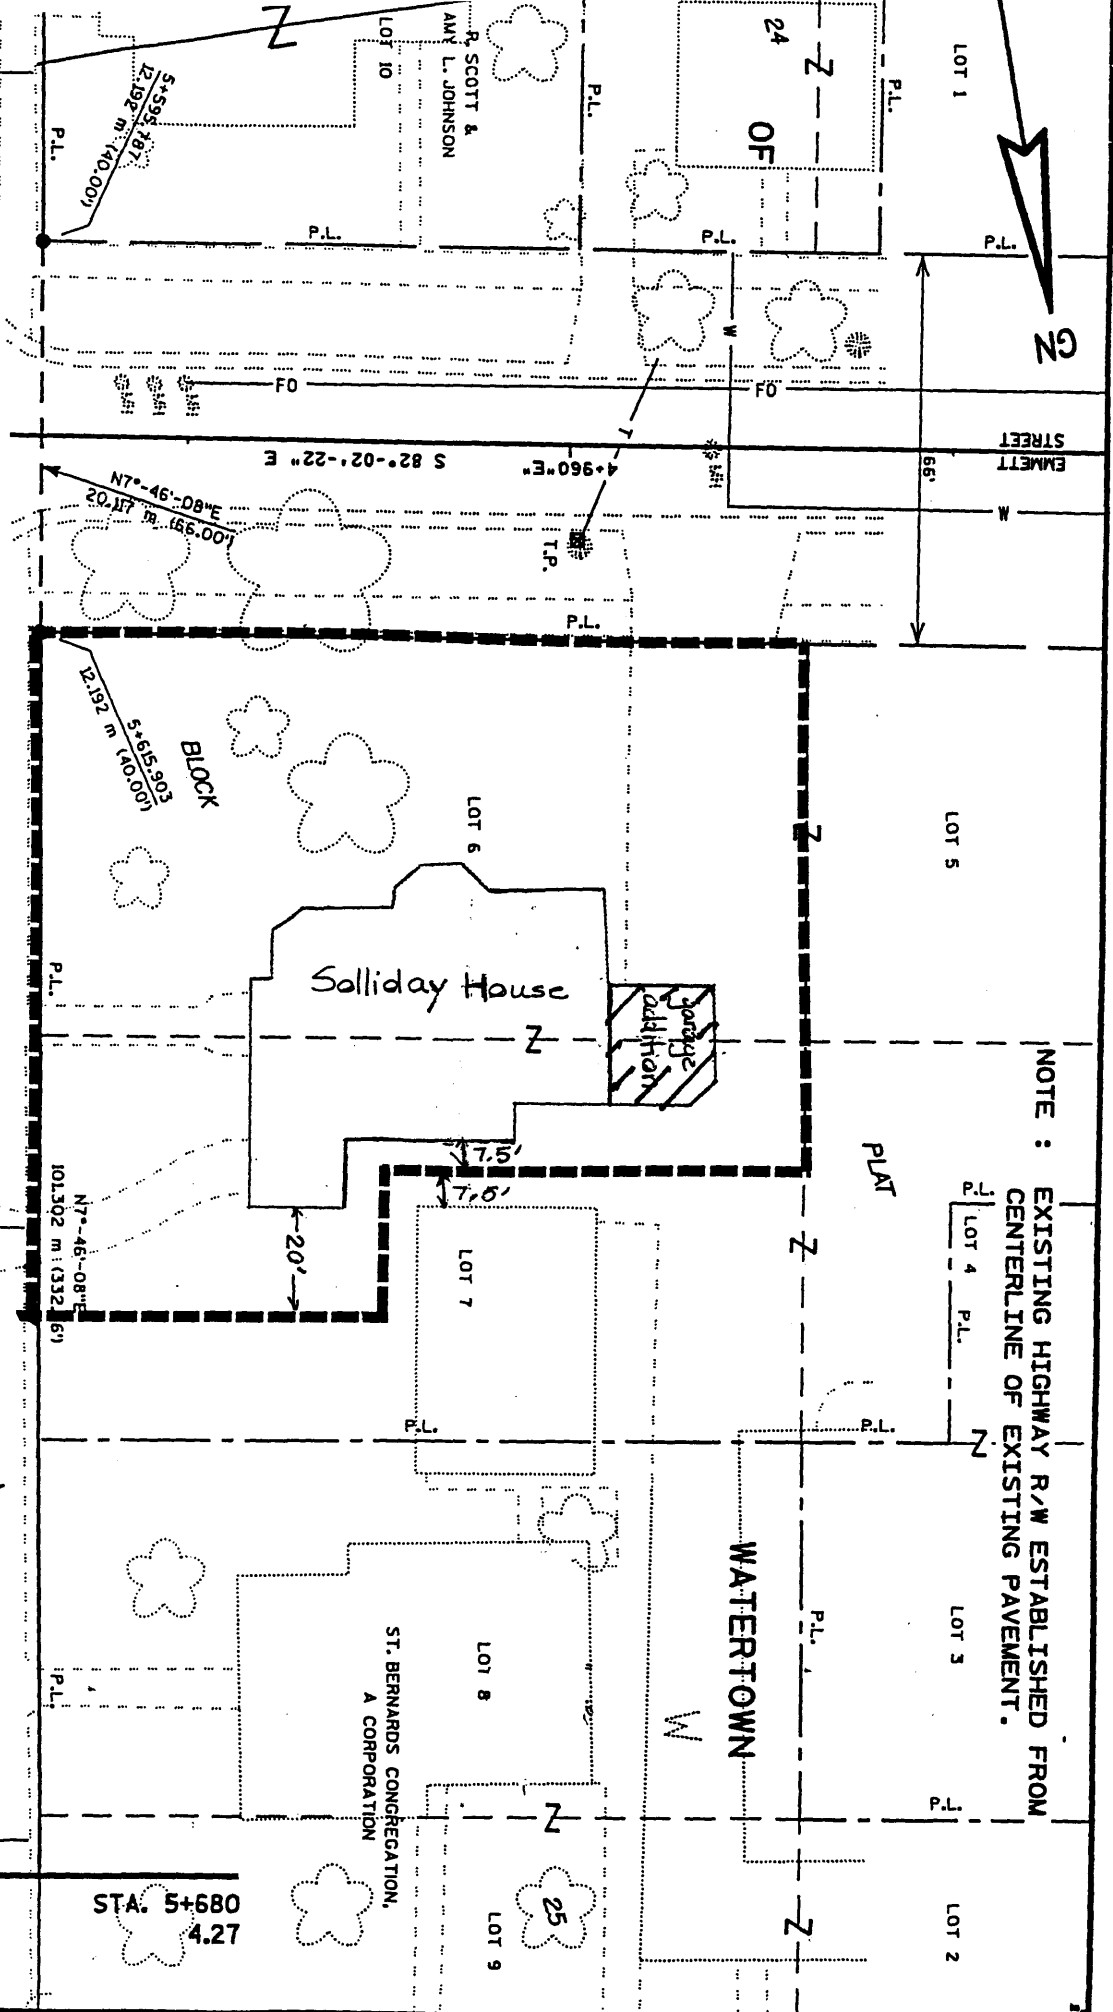 LOT 10
R. SCOTT &
AMY L. JOHNSON
24
OF
LOT 1
P.L.
P.L.
P.L.
5+595.787
12.192 m (40.00')
P.L.
P.L.
P.L.
GN
W
FO
FO
EMMETT
STREET
S 82°-02'-22" E
4+960"E"
T
66'
N7°-46'-08"E
20.117 m (66.00')
W
T.P.
P.L.
5+615.903
12.192 m (40.00')
BLOCK
LOT 6
LOT 5
P.L.
Solliday House
garage
addition
NOTE : EXISTING HIGHWAY R/W ESTABLISHED FROM
CENTERLINE OF EXISTING PAVEMENT.
PLAT
7.5'
7.5'
20'
N7°-46'-08"E
LOT 7
P.L.
LOT 4
P.L.
P.L.
P.L.
WATERTOWN
P.L.
LOT 3
LOT 8
ST. BERNARDS CONGREGATION,
A CORPORATION
W
P.L.
P.L.
STA. 5+680
4.27
25
LOT 9
LOT 2